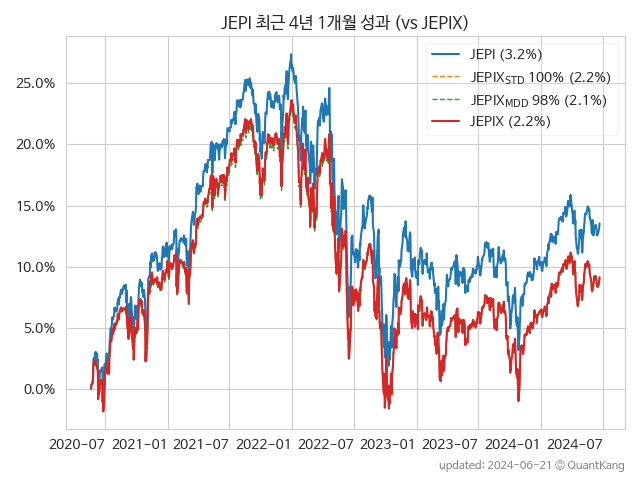 JEPI 최근 4년 1개월 성과 (vs JEPIX)
JEPI (3.2%)
JEPIXSTD 100% (2.2%)
JEPIXMDD 98% (2.1%)
JEPIX (2.2%)
25.0%
20.0%
15.0%
10.0%
5.0%
0.0%
2020-07 2021-01 2021-07 2022-01 2022-07 2023-01 2023-07 2024-01 2024-07
updated: 2024-06-21 © QuantKang